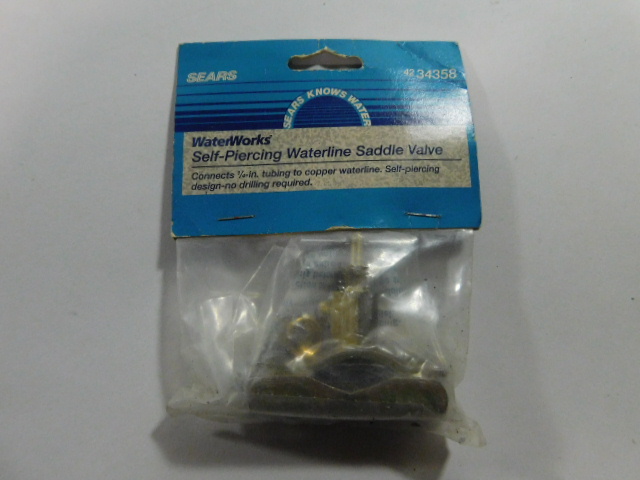 SEARS
42 34358
SEARS KNOWS WATER
WaterWorks
Self-Piercing Waterline Saddle Valve
Connects ¼-in. tubing to copper waterline. Self-piercing
design-no drilling required.